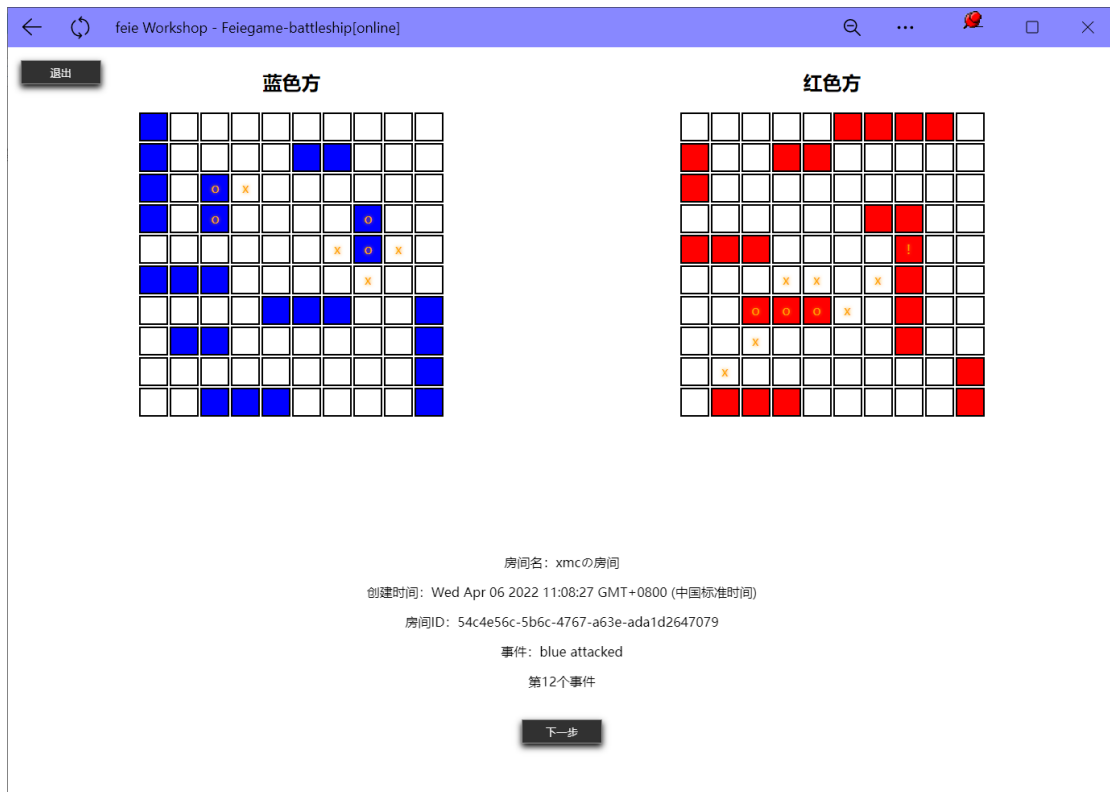 feie Workshop - Feiegame-battleship[online]
退出
蓝色方
红色方
o x
o o
x o x
!
x
x x x
o o o x
x
x
房间名：xmcの房间
创建时间：Wed Apr 06 2022 11:08:27 GMT+0800 (中国标准时间)
房间ID：54c4e56c-5b6c-4767-a63e-ada1d2647079
事件：blue attacked
第12个事件
下一步